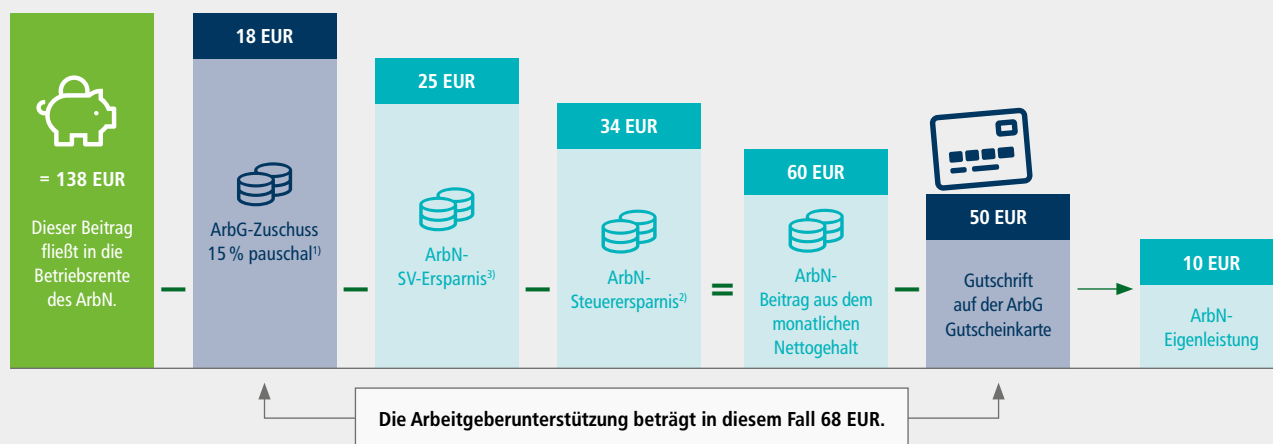 = 138 EUR
Dieser Beitrag
fließt in die
Betriebsrente
des ArbN.
–
18 EUR
ArbG-Zuschuss
15 % pauschal¹⁾
–
25 EUR
ArbN-
SV-Ersparnis³⁾
–
34 EUR
ArbN-
Steuerersparnis²⁾
=
60 EUR
ArbN-
Beitrag aus dem
monatlichen
Nettogehalt
–
50 EUR
Gutschrift
auf der ArbG
Gutscheinkarte
10 EUR
ArbN-
Eigenleistung
Die Arbeitgeberunterstützung beträgt in diesem Fall 68 EUR.